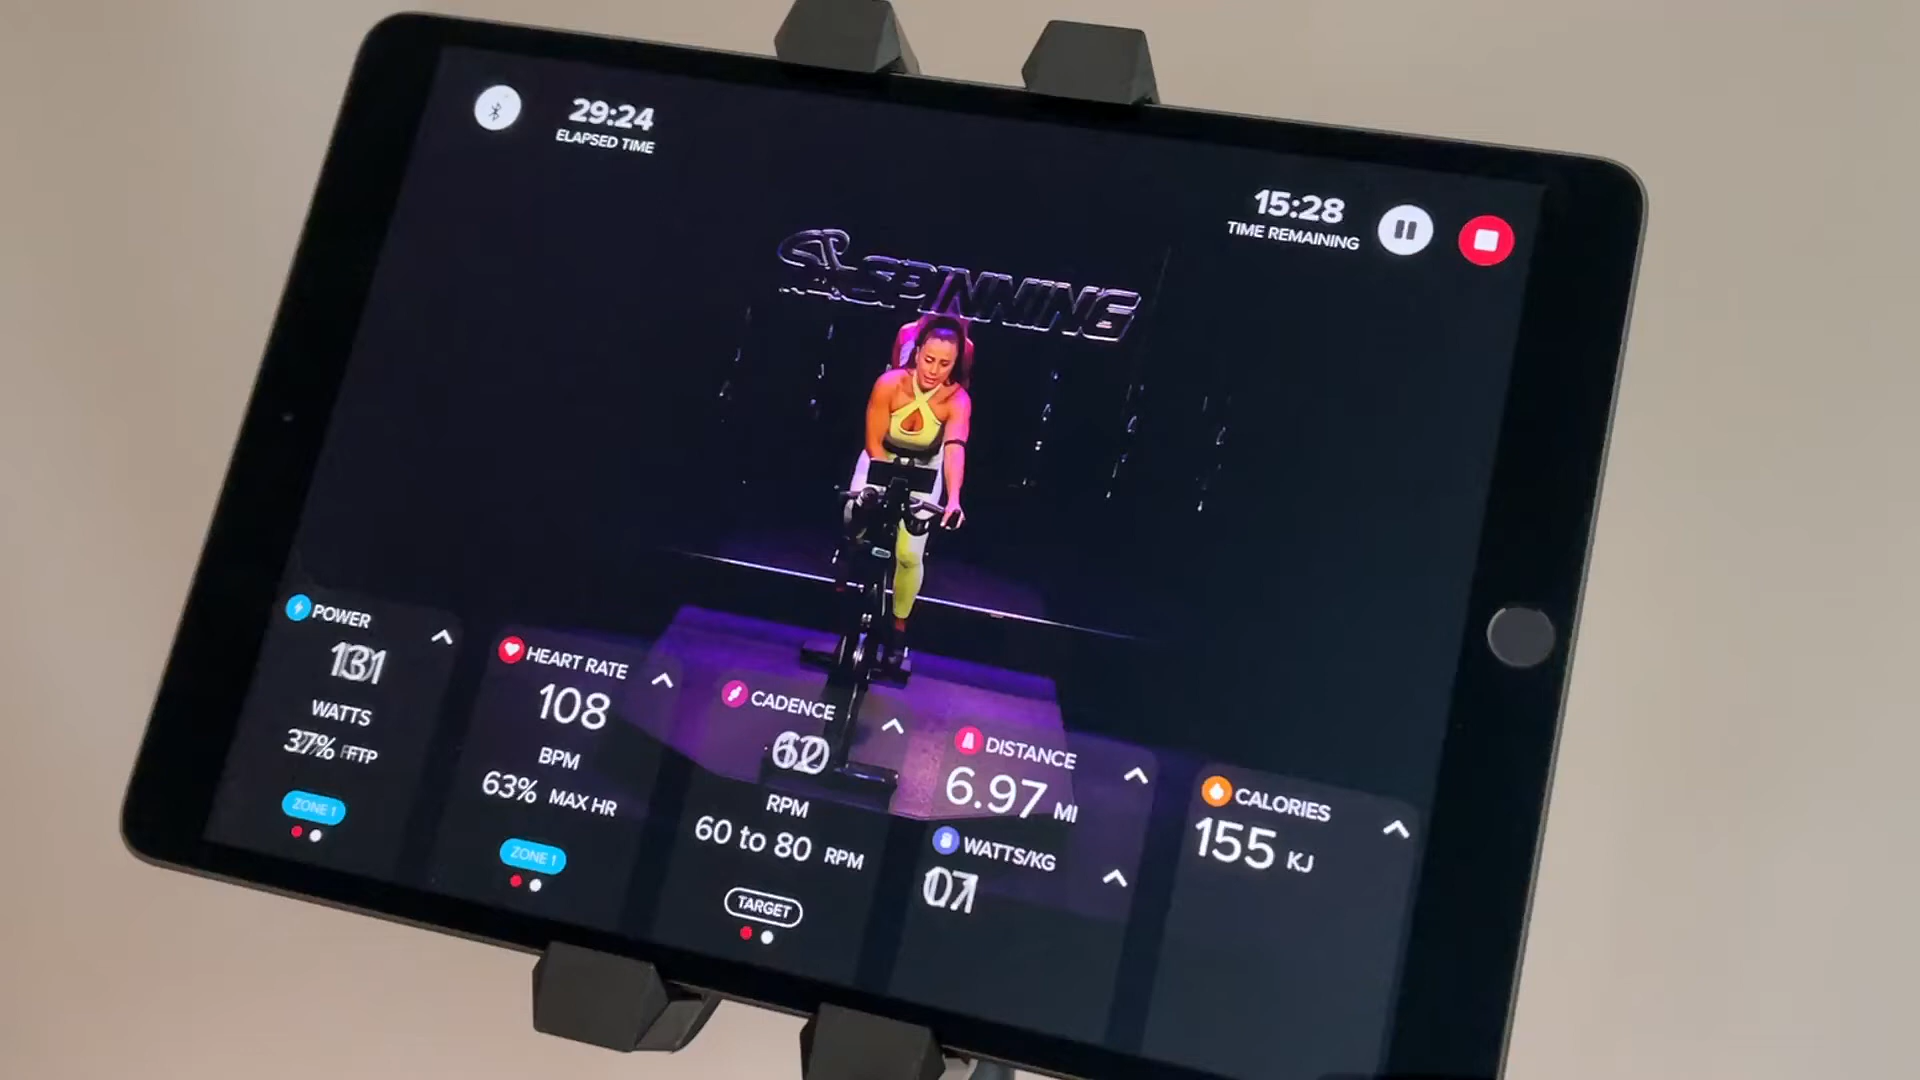 29:24
ELAPSED TIME
15:28
TIME REMAINING
SPINNING
POWER
WATTS
FTP
ZONE 1
HEART RATE
108
BPM
63% MAX HR
ZONE 1
CADENCE
RPM
60 to 80 RPM
TARGET
DISTANCE
6.97 MI
WATTS/KG
CALORIES
155 KJ